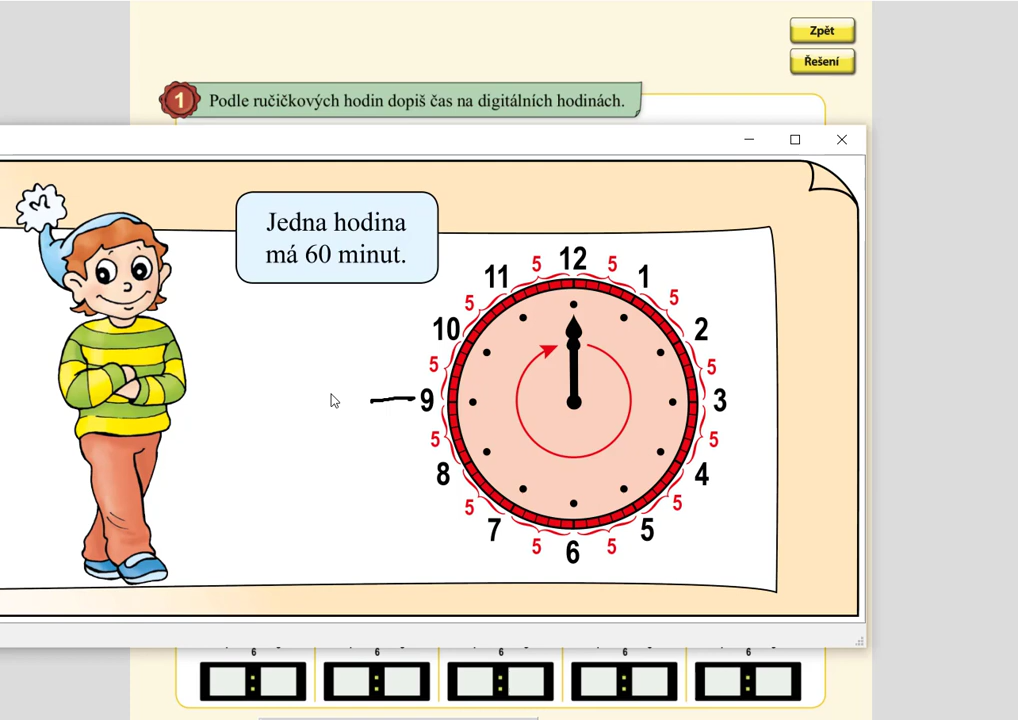 Zpět
Řešení
1 Podle ručičkových hodin dopiš čas na digitálních hodinách.
Jedna hodina
má 60 minut.
5 12 5
11 1
5 5
10 2
5 5
9 3
5 5
8 4
5 5
7 5
5 6 5
6 6 6 6 6
: : : : :